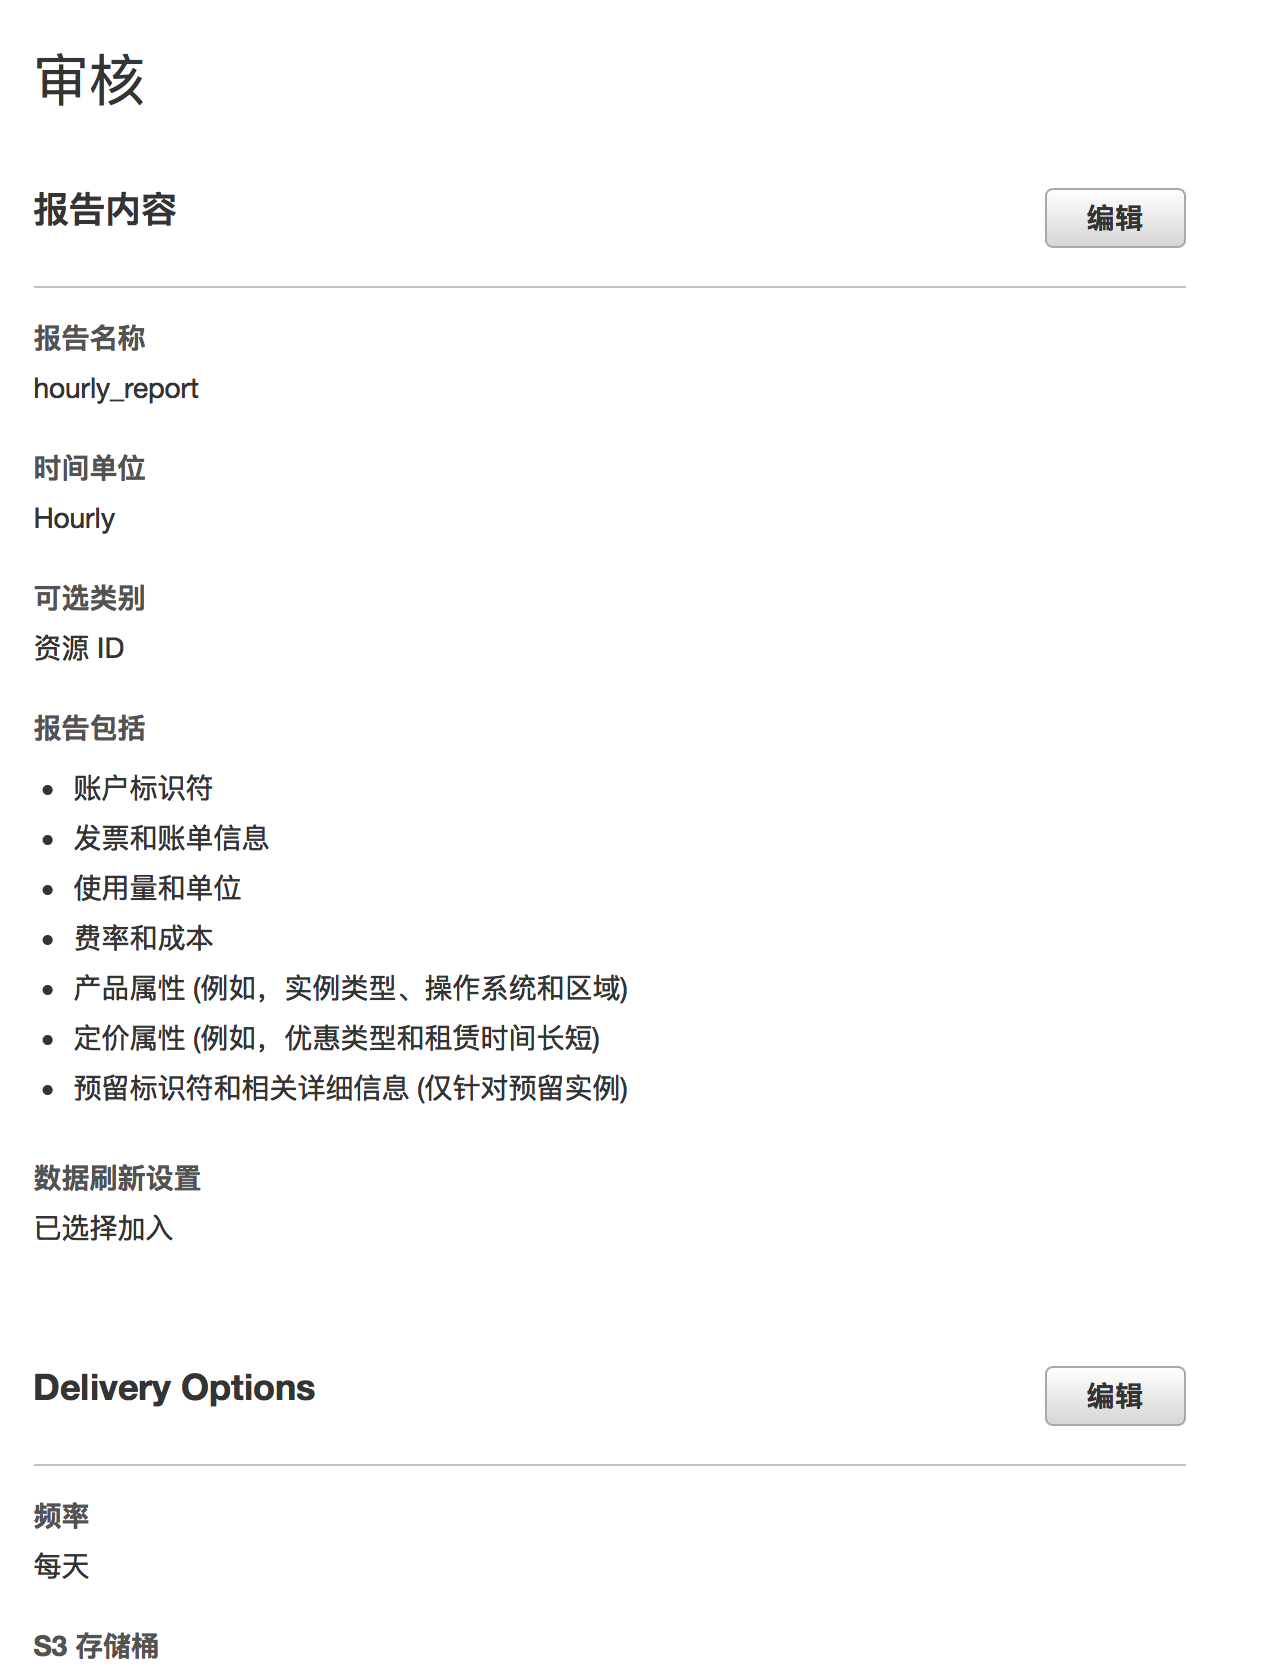 审核
报告内容
编辑
报告名称
hourly_report
时间单位
Hourly
可选类别
资源 ID
报告包括
账户标识符
发票和账单信息
使用量和单位
费率和成本
产品属性 (例如，实例类型、操作系统和区域)
定价属性 (例如，优惠类型和租赁时间长短)
预留标识符和相关详细信息 (仅针对预留实例)
数据刷新设置
已选择加入
Delivery Options
编辑
频率
每天
S3 存储桶